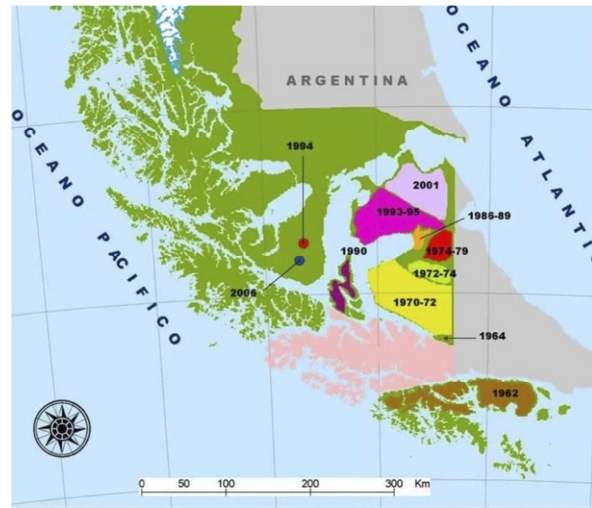 ARGENTINA
OCEANO ATLANTIC
OCEANO PACIFICO
1994
2001
1993-95
1986-89
1990
1974-79
1972-74
2006
1970-72
1964
1962
0 50 100 200 300 Km